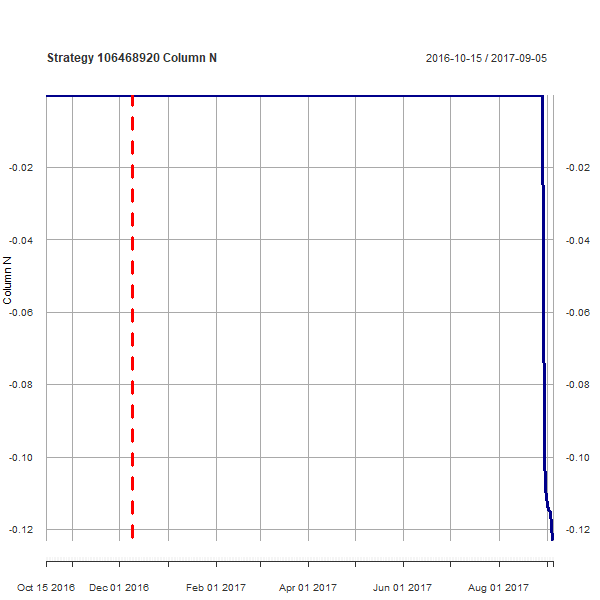 Strategy 106468920 Column N
2016-10-15 / 2017-09-05
-0.02 -0.02
-0.04 -0.04
Column N
-0.06 -0.06
-0.08 -0.08
-0.10 -0.10
-0.12 -0.12
Oct 15 2016 Dec 01 2016 Feb 01 2017 Apr 01 2017 Jun 01 2017 Aug 01 2017